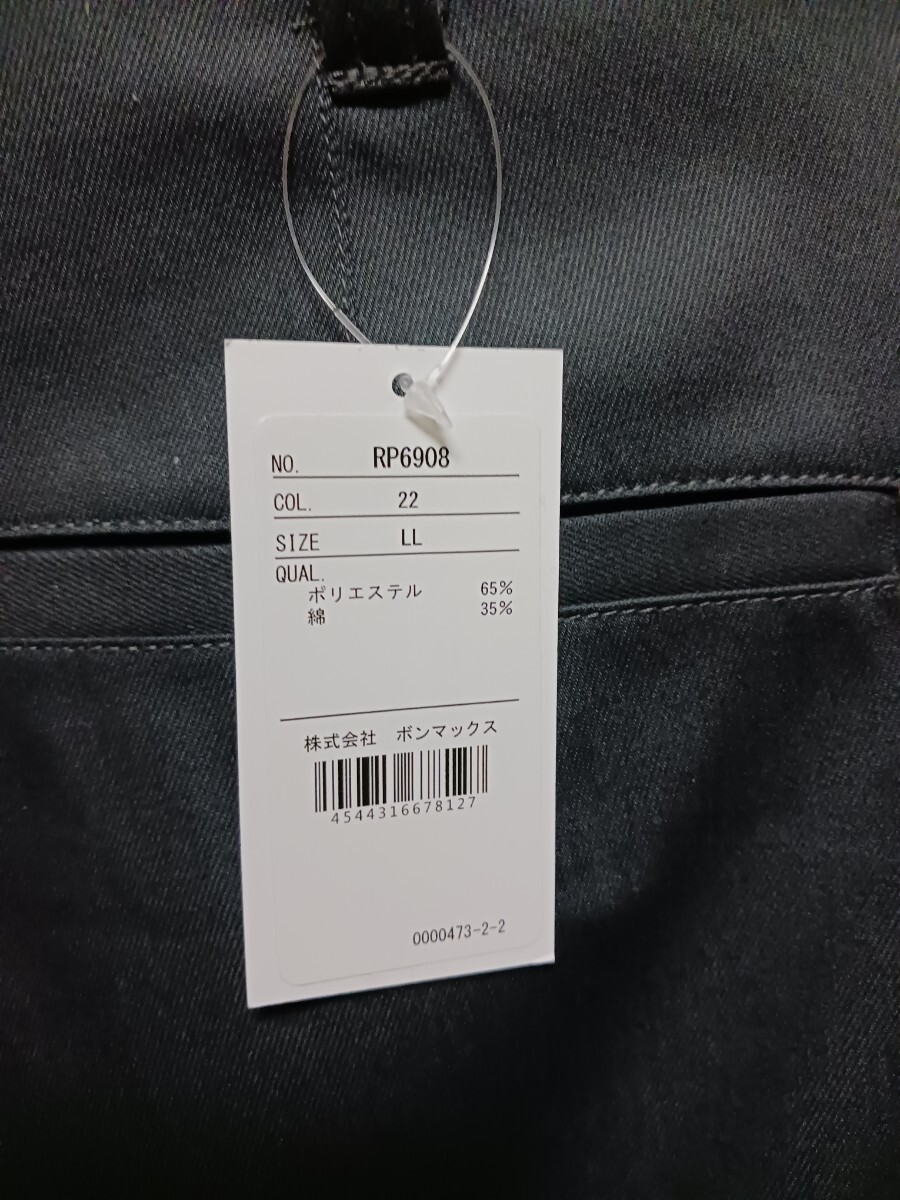 NO. RP6908
COL. 22
SIZE LL
QUAL.
ポリエステル 65%
綿 35%
株式会社 ボンマックス
4544316678127
0000473-2-2